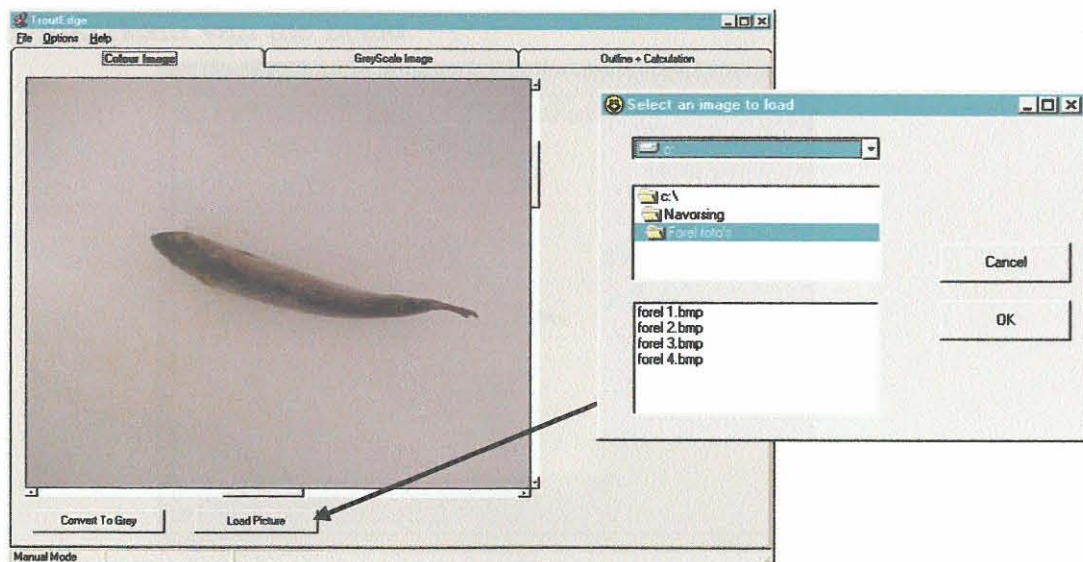 TroutEdge
File Options Help
Colour Image GreyScale Image Outline + Calculation
Convert To Grey Load Picture
Manual Mode
Select an image to load
c:
c:\
Navorsing
Forel foto's
forel 1.bmp
forel 2.bmp
forel 3.bmp
forel 4.bmp
Cancel
OK